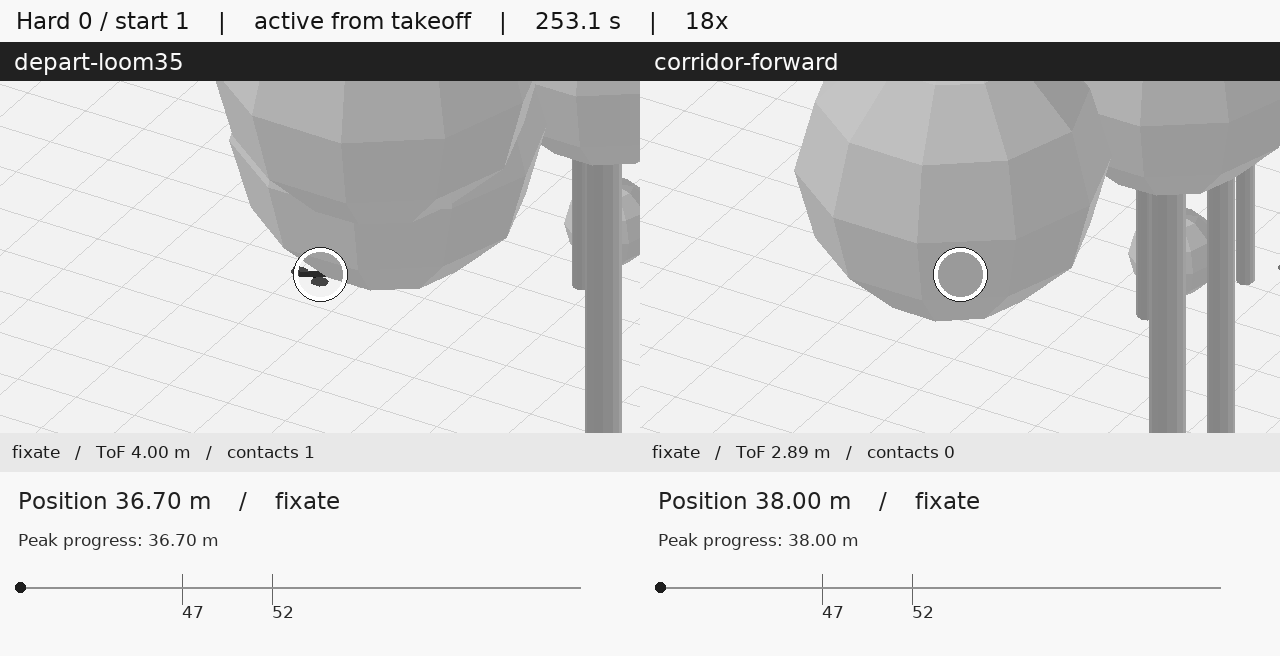 Hard 0 / start 1 | active from takeoff | 253.1 s | 18x
depart-loom35
corridor-forward
fixate / ToF 4.00 m / contacts 1
fixate / ToF 2.89 m / contacts 0
Position 36.70 m / fixate
Peak progress: 36.70 m
47
52
Position 38.00 m / fixate
Peak progress: 38.00 m
47
52